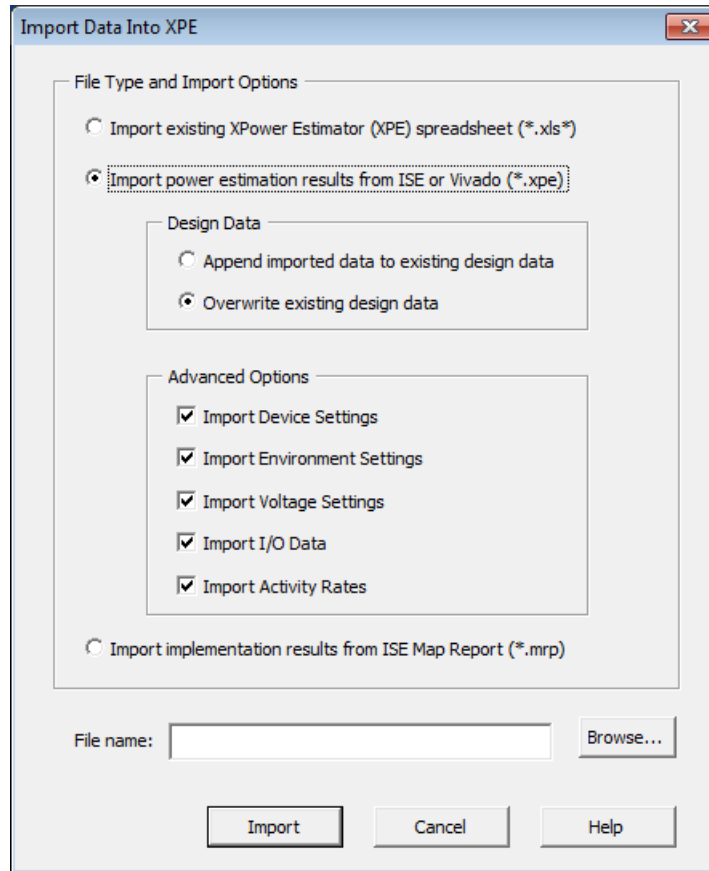 Import Data Into XPE
File Type and Import Options
Import existing XPower Estimator (XPE) spreadsheet (*.xls*)
Import power estimation results from ISE or Vivado (*.xpe)
Design Data
Append imported data to existing design data
Overwrite existing design data
Advanced Options
Import Device Settings
Import Environment Settings
Import Voltage Settings
Import I/O Data
Import Activity Rates
Import implementation results from ISE Map Report (*.mrp)
File name:
Browse...
Import
Cancel
Help